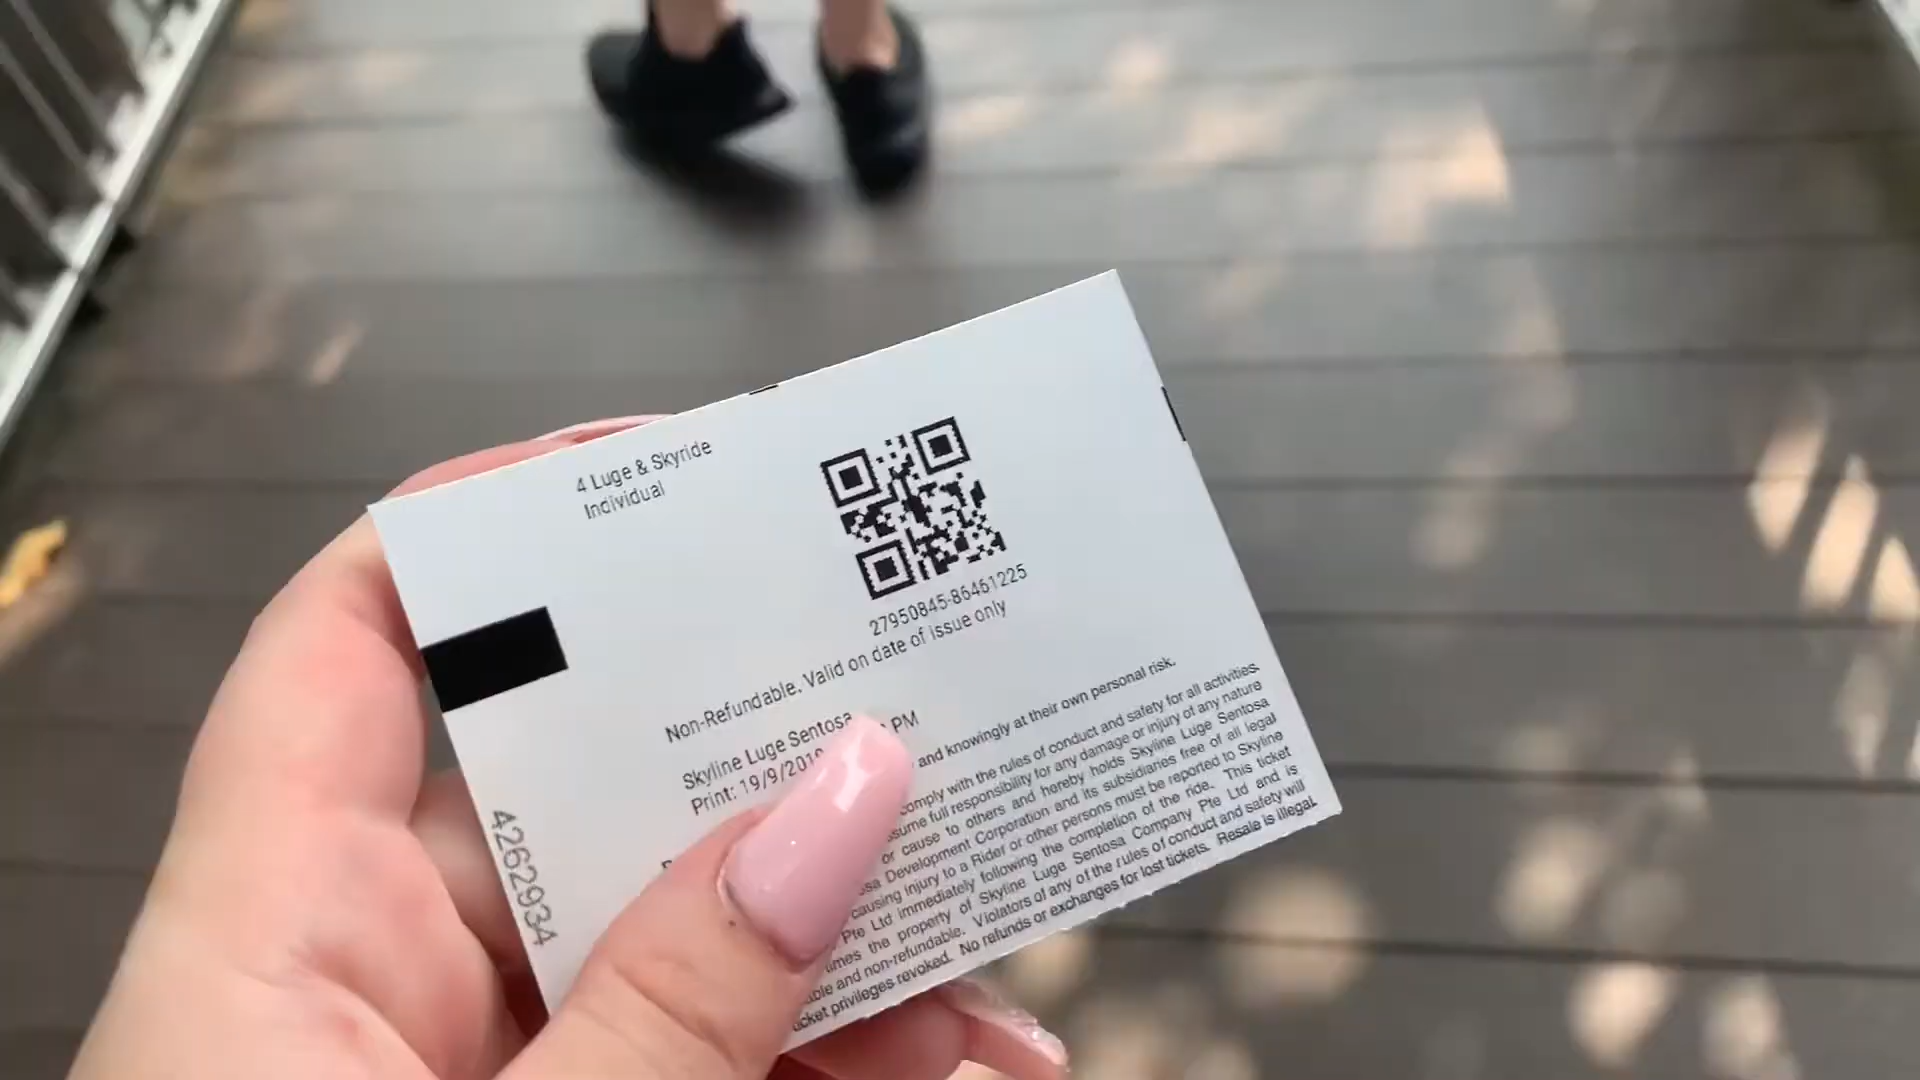 4 Luge & Skyride
Individual
27950845-86461225
Non-Refundable. Valid on date of issue only
Skyline Luge Sentosa
Print: 19/9/201 PM
and knowingly at their own personal risk.
comply with the rules of conduct and safety for all activities.
full responsibility for any damage or injury of any nature
or cause to others and hereby holds Skyline Luge Sentosa
Development Corporation and its subsidiaries free of all legal
causing injury to a Rider or other persons must be reported to Skyline
Pte Ltd immediately following the completion of the ride. This ticket
times the property of Skyline Luge Sentosa Company Pte Ltd and is
and non-refundable. Violators of any of the rules of conduct and safety will
privileges revoked. No refunds or exchanges for lost tickets. Resale is illegal.
4262934